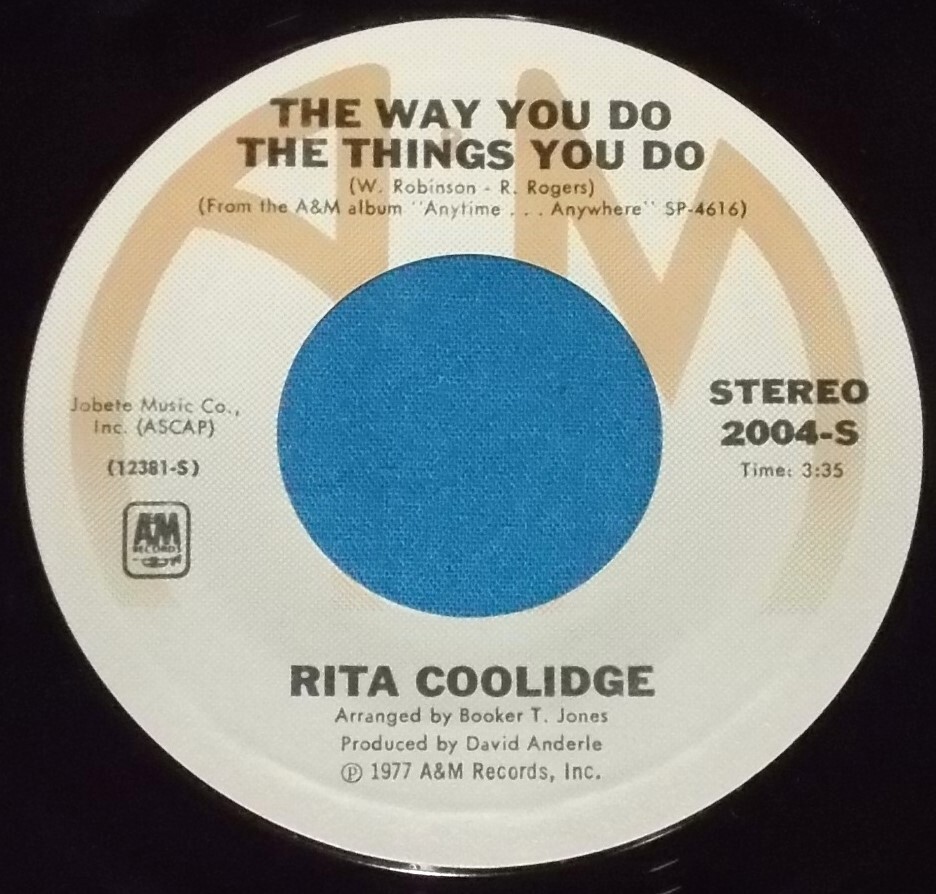 THE WAY YOU DO
THE THINGS YOU DO
(W. Robinson - R. Rogers)
(From the A&M album "Anytime . . . Anywhere" SP-4616)
Jobete Music Co.,
Inc. (ASCAP)
(12381-S)
A&M
RECORDS
STEREO
2004-S
Time: 3:35
RITA COOLIDGE
Arranged by Booker T. Jones
Produced by David Anderle
℗ 1977 A&M Records, Inc.